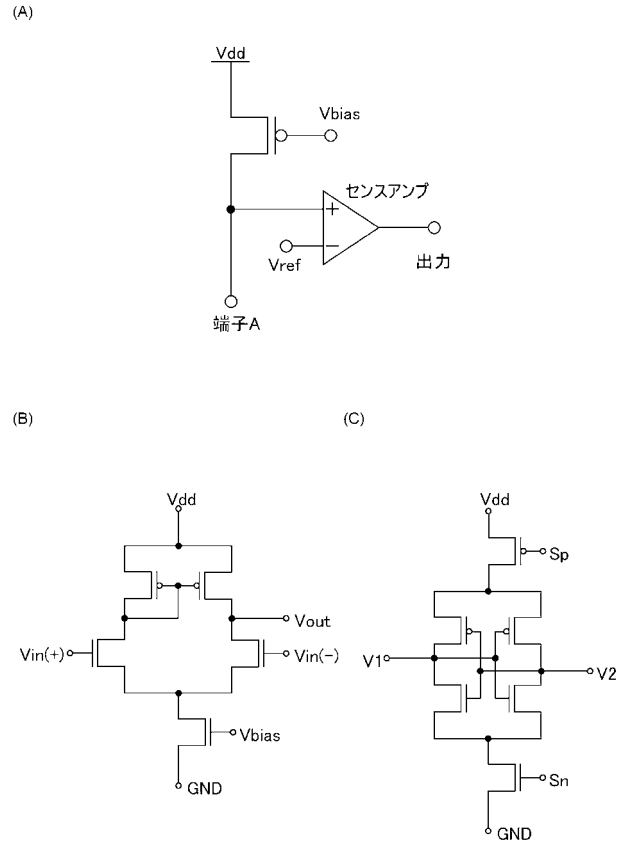 (A)
Vdd
Vbias
センスアンプ
+
−
Vref
出力
端子A
(B)
(C)
Vdd
Vout
Vin(+)
Vin(−)
Vbias
GND
Vdd
Sp
V1
V2
Sn
GND